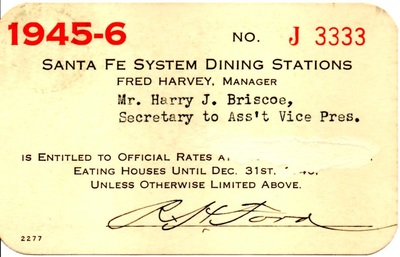 1945-6
NO. J 3333
SANTA FE SYSTEM DINING STATIONS
FRED HARVEY, MANAGER
Mr. Harry J. Briscoe,
Secretary to Ass't Vice Pres.
IS ENTITLED TO OFFICIAL RATES
EATING HOUSES UNTIL DEC. 31ST,
UNLESS OTHERWISE LIMITED ABOVE.
R H Ford
2277